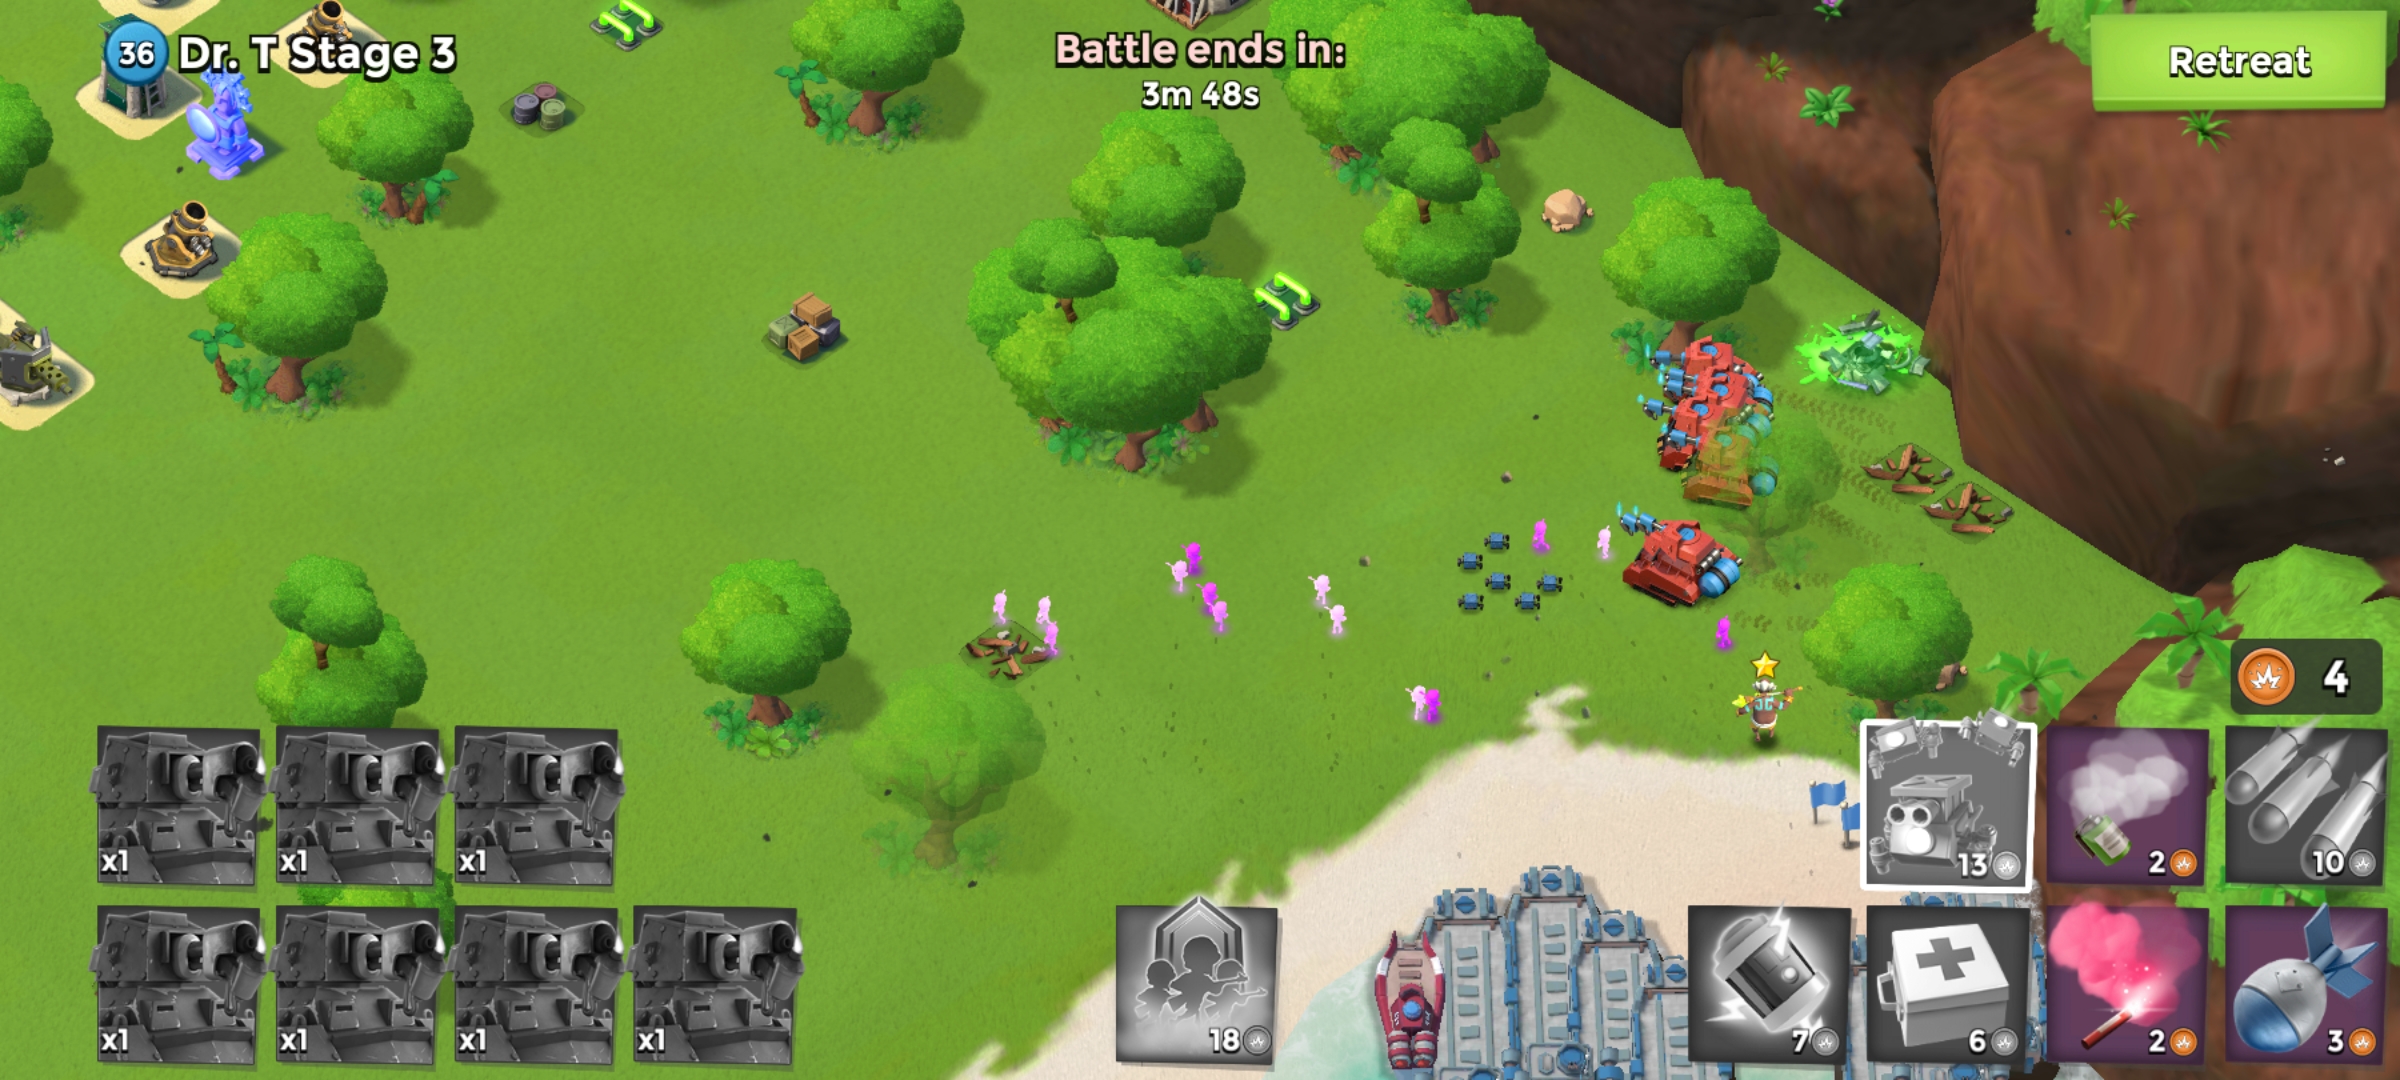 36 Dr. T Stage 3
Battle ends in:
3m 48s
Retreat
4
x1
x1
x1
13
2
10
x1
x1
x1
x1
18
7
6
2
3